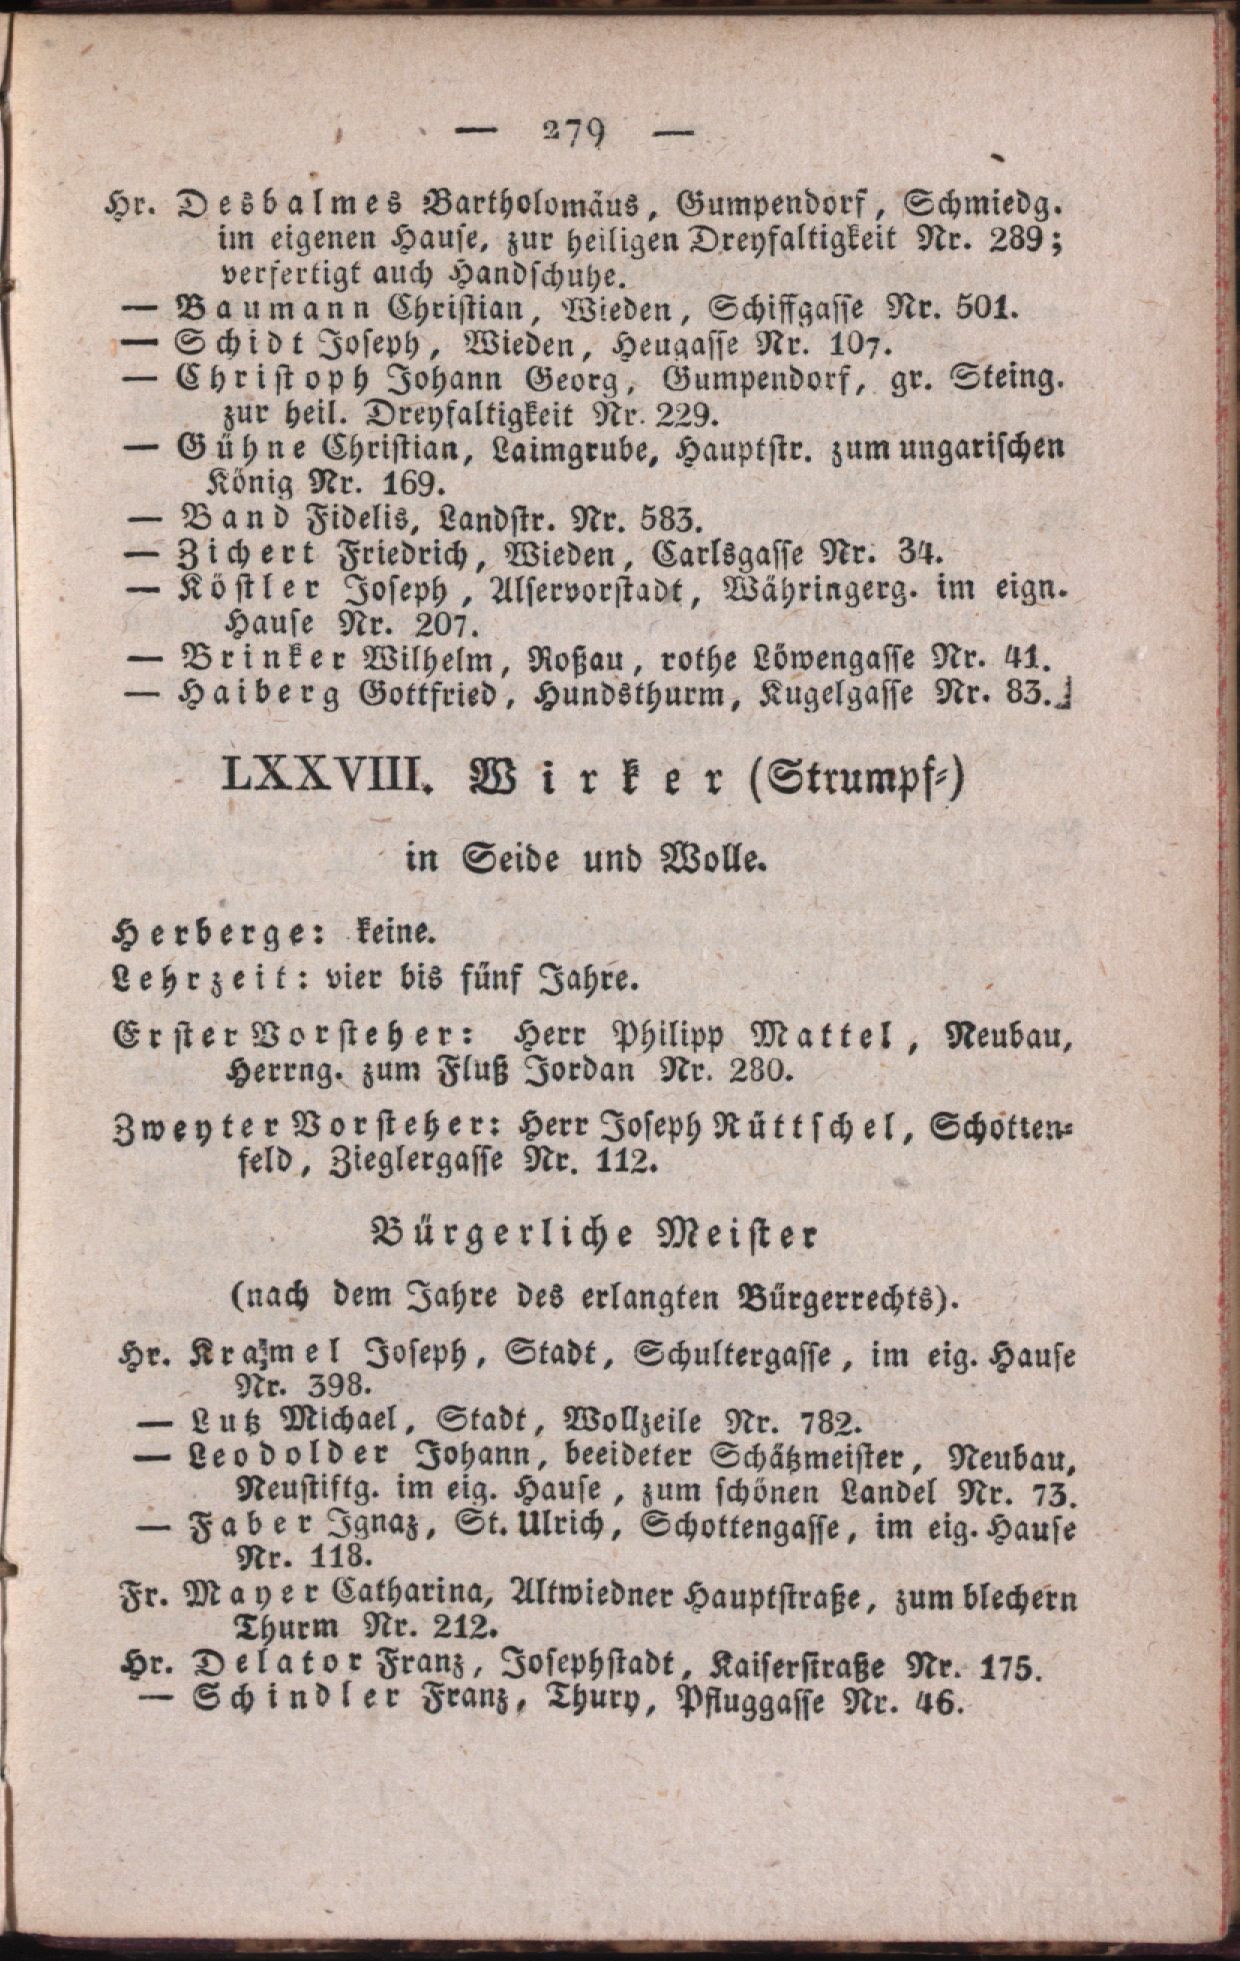 — 279 —
Hr. Desbalmes Bartholomäus, Gumpendorf, Schmiedg.
im eigenen Hause, zur heiligen Dreyfaltigkeit Nr. 289;
verfertigt auch Handschuhe.
— Baumann Christian, Wieden, Schiffgasse Nr. 501.
— Schidt Joseph, Wieden, Heugasse Nr. 107.
— Christoph Johann Georg, Gumpendorf, gr. Steing.
zur heil. Dreyfaltigkeit Nr. 229.
— Gühne Christian, Laimgrube, Hauptstr. zum ungarischen
König Nr. 169.
— Band Fidelis, Landstr. Nr. 583.
— Zichert Friedrich, Wieden, Carlsgasse Nr. 34.
— Köstler Joseph, Alservorstadt, Währingerg. im eign.
Hause Nr. 207.
— Brinker Wilhelm, Roßau, rothe Löwengasse Nr. 41.
— Haiberg Gottfried, Hundsthurm, Kugelgasse Nr. 83.
LXXVIII. Wirker (Strumpf-)
in Seide und Wolle.
Herberge: keine.
Lehrzeit: vier bis fünf Jahre.
Erster Vorsteher: Herr Philipp Mattel, Neubau,
Herrng. zum Fluß Jordan Nr. 280.
Zweyter Vorsteher: Herr Joseph Rüttschel, Schotten-
feld, Zieglergasse Nr. 112.
Bürgerliche Meister
(nach dem Jahre des erlangten Bürgerrechts).
Hr. Kramel Joseph, Stadt, Schultergasse, im eig. Hause
Nr. 398.
— Lutz Michael, Stadt, Wollzeile Nr. 782.
— Leodolder Johann, beeideter Schätzmeister, Neubau,
Neustiftg. im eig. Hause, zum schönen Landel Nr. 73.
— Faber Ignaz, St. Ulrich, Schottengasse, im eig. Hause
Nr. 118.
Fr. Mayer Catharina, Altwiedner Hauptstraße, zum blechern
Thurm Nr. 212.
Hr. Delator Franz, Josephstadt, Kaiserstraße Nr. 175.
— Schindler Franz, Thury, Pfluggasse Nr. 46.